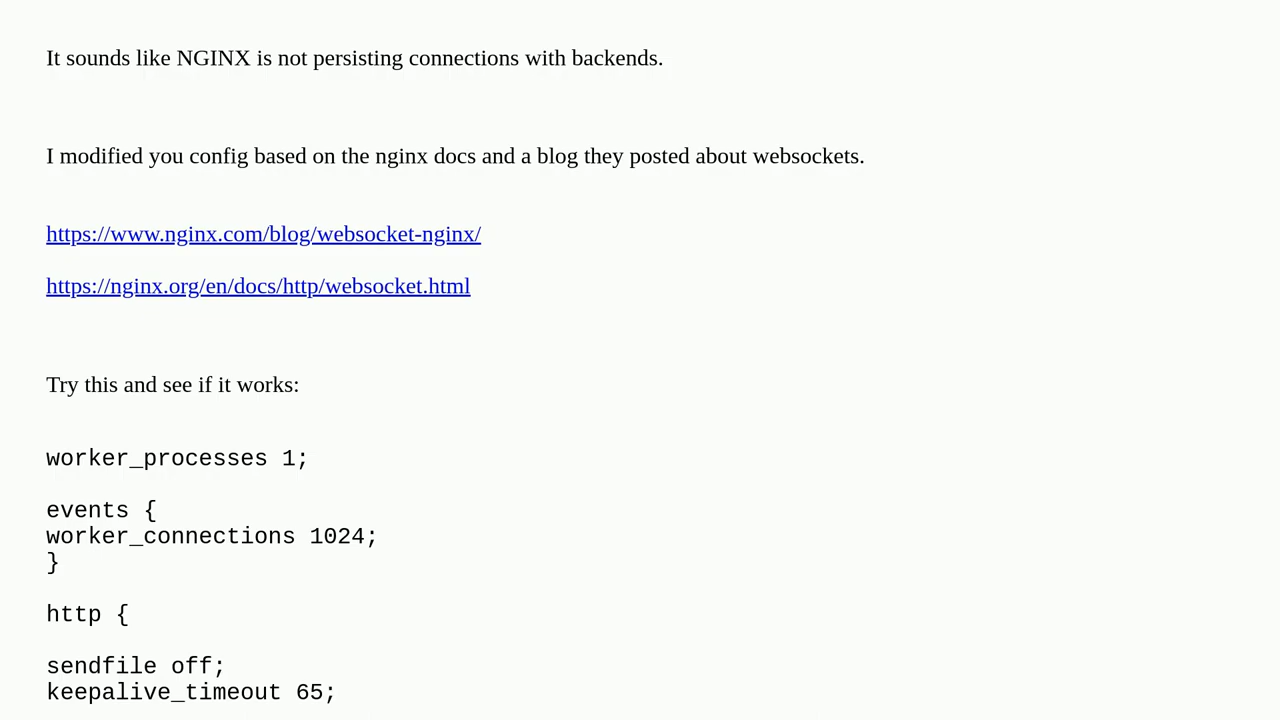 It sounds like NGINX is not persisting connections with backends.
I modified you config based on the nginx docs and a blog they posted about websockets.
https://www.nginx.com/blog/websocket-nginx/
https://nginx.org/en/docs/http/websocket.html
Try this and see if it works:
worker_processes 1;
events {
worker_connections 1024;
}
http {
sendfile off;
keepalive_timeout 65;